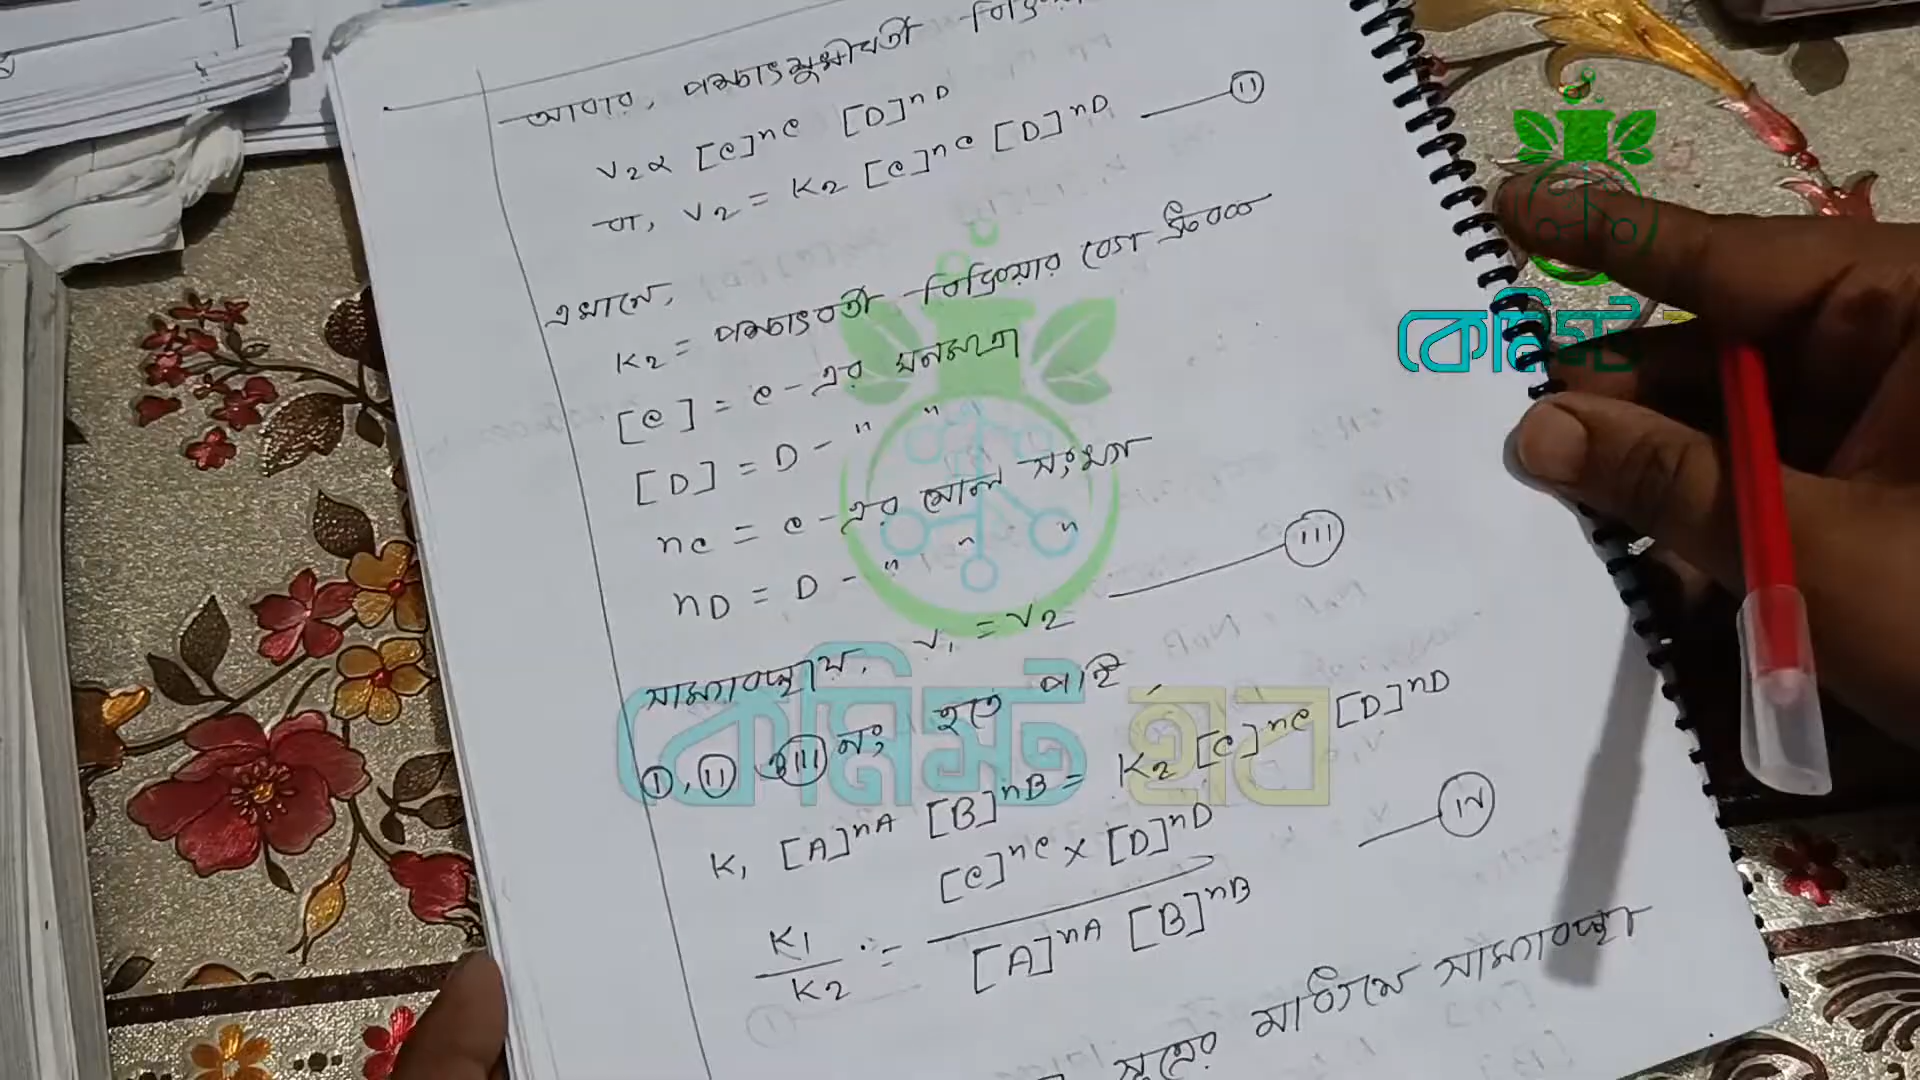 আবার, পশ্চাৎমুখীবর্তী
v₂ ∝ [C]^nC [D]^nD
বা, v₂ = K₂ [C]^nC [D]^nD —— (II)
এখানে,
K₂ = পশ্চাৎবর্তী বিক্রিয়ার বেগ ধ্রুবক
[C] = C-এর ঘনমাত্রা
[D] = D - " "
nC = C-এর মোল সংখ্যা
nD = D - " " "
সাম্যাবস্থায়, v₁ = v₂ —— (III)
(I), (II) ও (III) নং হতে পাই,
K₁ [A]^nA [B]^nB = K₂ [C]^nC [D]^nD
K₁/K₂ = [C]^nC × [D]^nD / [A]^nA [B]^nB —— (IV)
সূত্রের মাধ্যমে সাম্যাবস্থা
কেমিস্ট
কেমিস্ট হাব